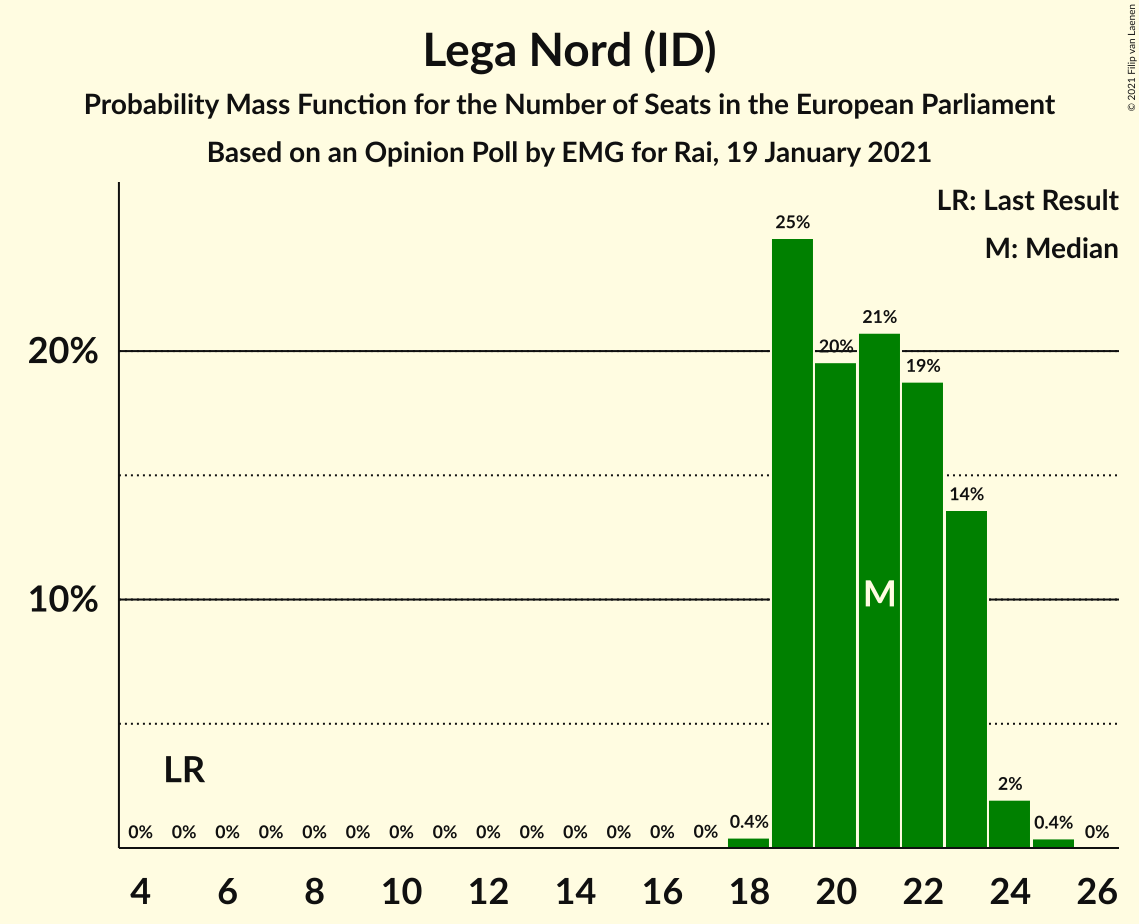 Lega Nord (ID)
Probability Mass Function for the Number of Seats in the European Parliament
Based on an Opinion Poll by EMG for Rai, 19 January 2021
© 2021 Filip van Laenen
LR: Last Result
M: Median
25%
21%
20%
20%
19%
14%
10%
M
LR
2%
0% 0% 0% 0% 0% 0% 0% 0% 0% 0% 0% 0% 0% 0% 0.4% 0.4% 0%
4 6 8 10 12 14 16 18 20 22 24 26